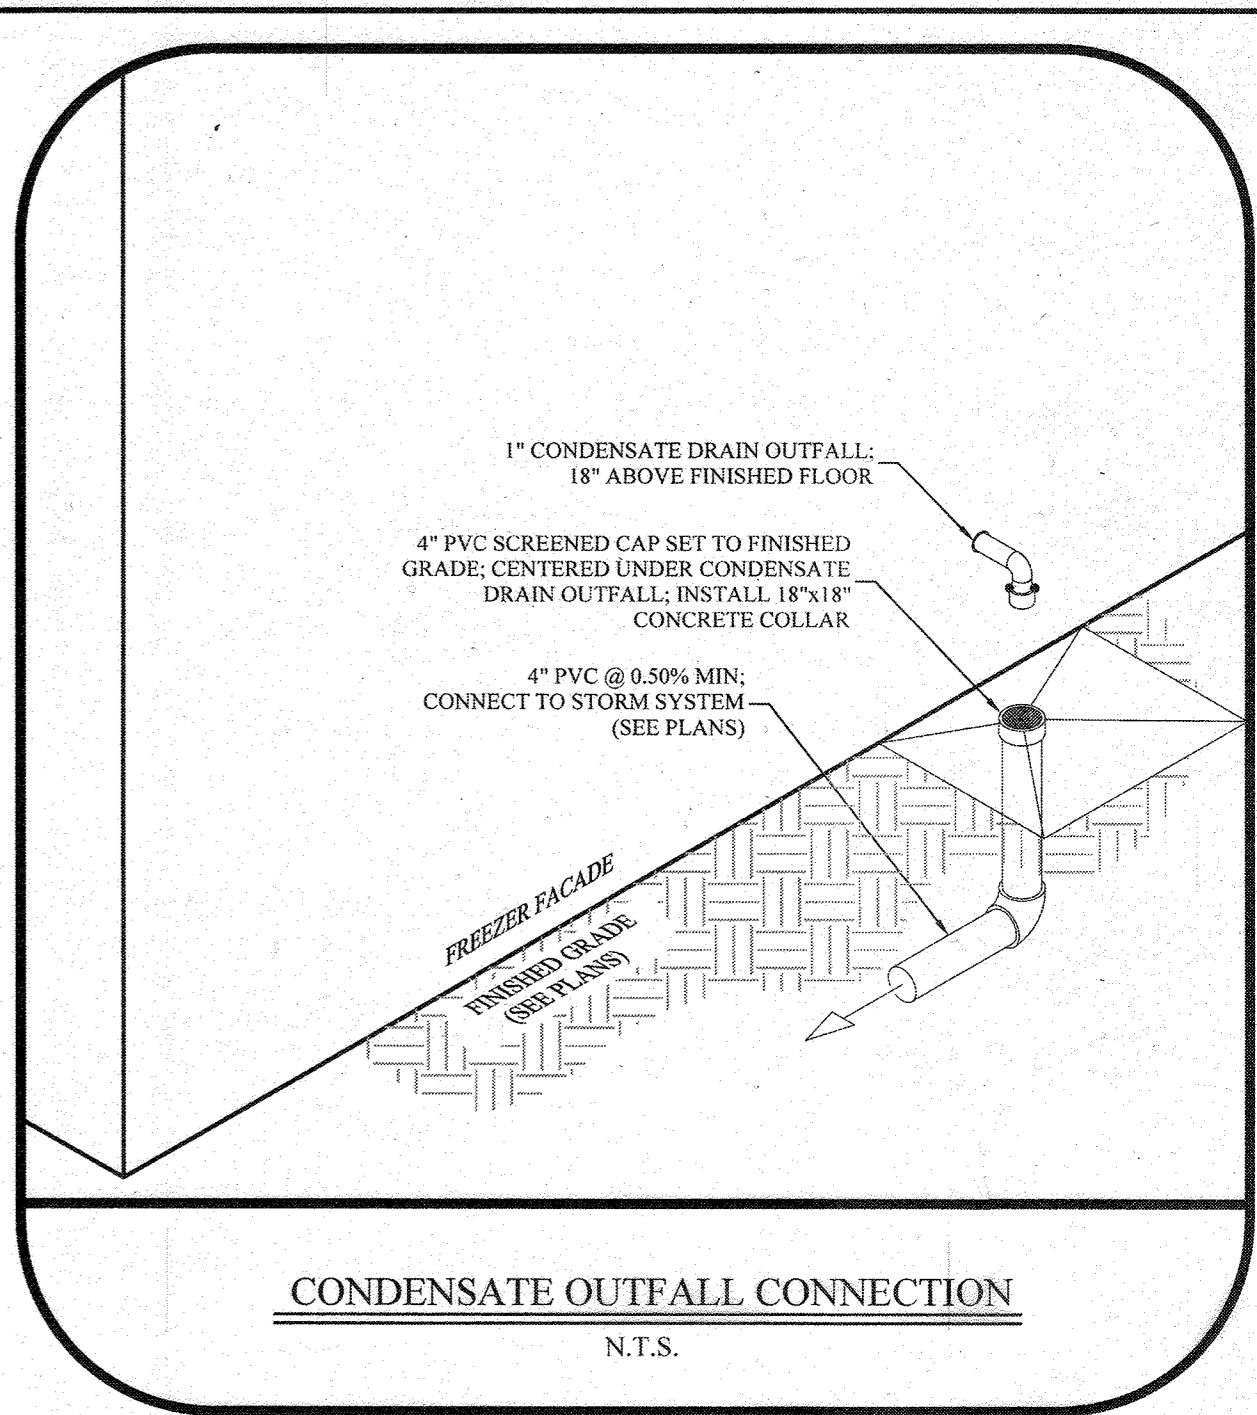 1" CONDENSATE DRAIN OUTFALL;
18" ABOVE FINISHED FLOOR
4" PVC SCREENED CAP SET TO FINISHED
GRADE; CENTERED UNDER CONDENSATE
DRAIN OUTFALL; INSTALL 18"x18"
CONCRETE COLLAR
4" PVC @ 0.50% MIN;
CONNECT TO STORM SYSTEM
(SEE PLANS)
FREEZER FACADE
FINISHED GRADE
(SEE PLANS)
CONDENSATE OUTFALL CONNECTION
N.T.S.